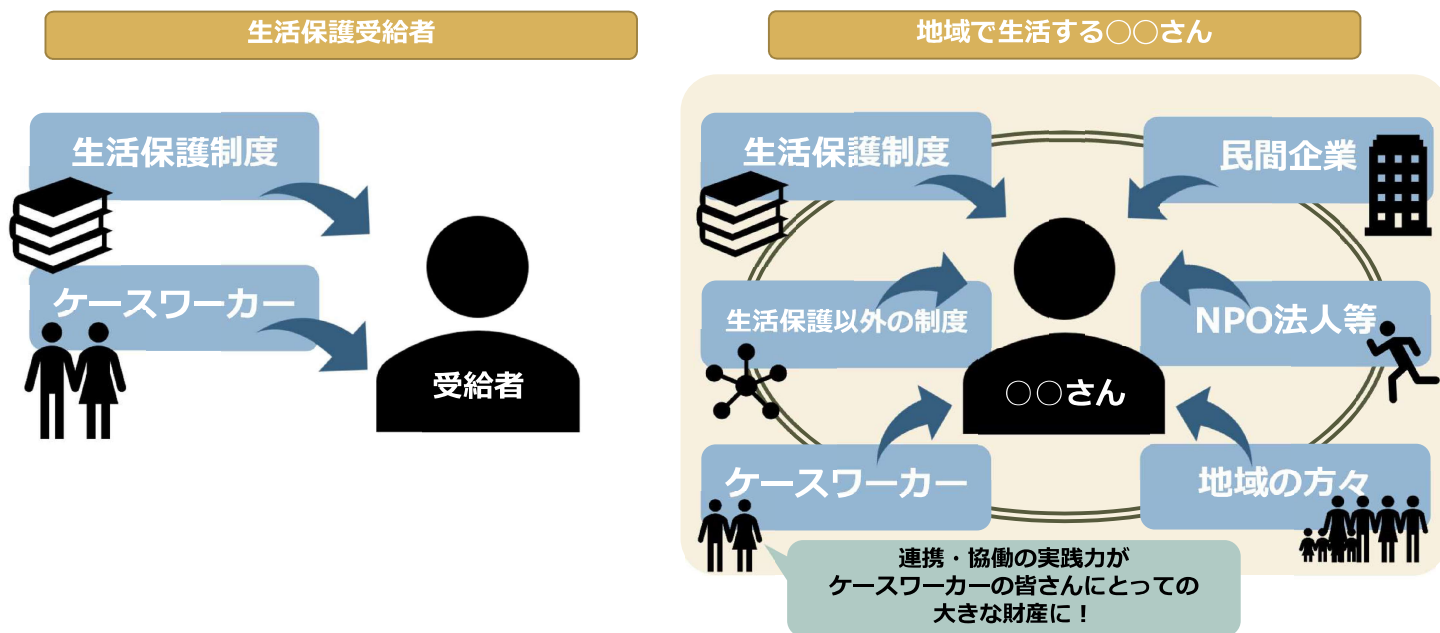 生活保護受給者
生活保護制度
ケースワーカー
受給者
地域で生活する○○さん
生活保護制度
民間企業
生活保護以外の制度
NPO法人等
○○さん
ケースワーカー
地域の方々
連携・協働の実践力が
ケースワーカーの皆さんにとっての
大きな財産に！